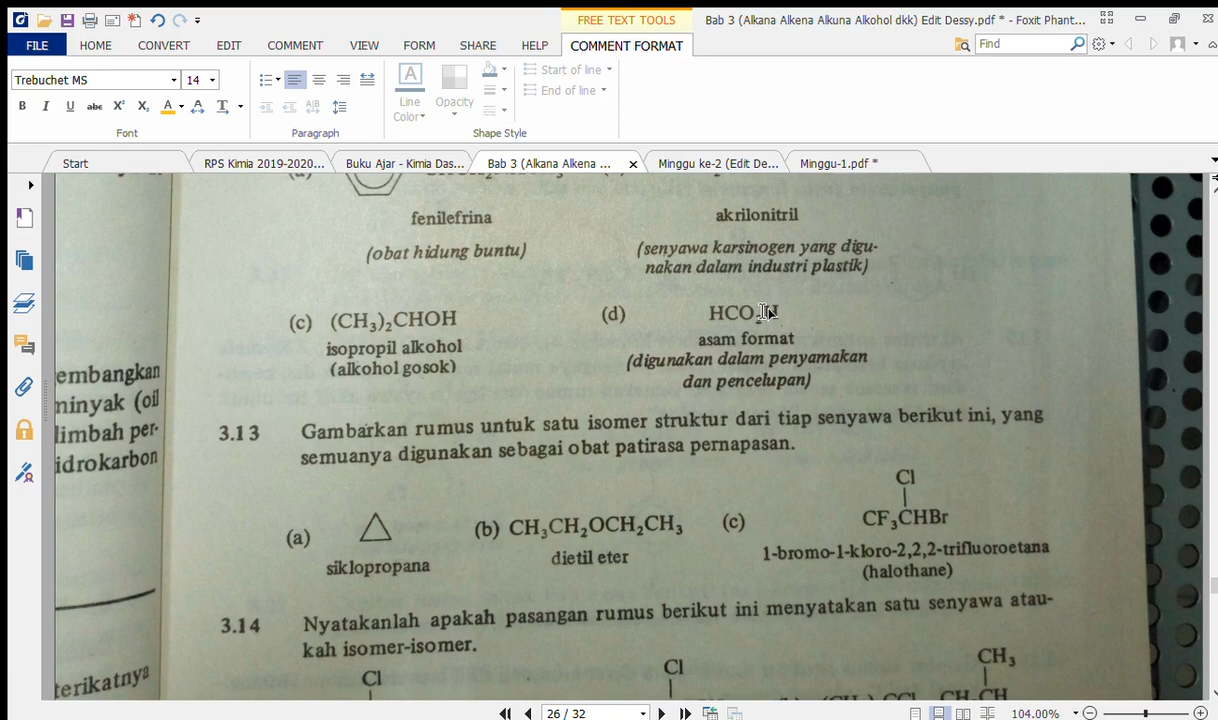 FREE TEXT TOOLS
Bab 3 (Alkana Alkena Alkuna Alkohol dkk) Edit Dessy.pdf * - Foxit Phant...
FILE HOME CONVERT EDIT COMMENT VIEW FORM SHARE HELP COMMENT FORMAT
Find
Trebuchet MS 14
Line Color
Opacity
Start of line
End of line
Font Paragraph Shape Style
Start
RPS Kimia 2019-2020...
Buku Ajar - Kimia Das...
Bab 3 (Alkana Alkena ...
Minggu ke-2 (Edit De...
Minggu-1.pdf *
fenilefrina
(obat hidung buntu)
akrilonitril
(senyawa karsinogen yang digu-
nakan dalam industri plastik)
(c) (CH₃)₂CHOH
isopropil alkohol
(alkohol gosok)
(d) HCO₂H
asam format
(digunakan dalam penyamakan
dan pencelupan)
embangkan
minyak (oil
limbah per-
idrokarbon
3.13 Gambarkan rumus untuk satu isomer struktur dari tiap senyawa berikut ini, yang
semuanya digunakan sebagai obat patirasa pernapasan.
(a)
siklopropana
(b) CH₃CH₂OCH₂CH₃
dietil eter
(c)
Cl
CF₃CHBr
1-bromo-1-kloro-2,2,2-trifluoroetana
(halothane)
3.14 Nyatakanlah apakah pasangan rumus berikut ini menyatakan satu senyawa atau-
kah isomer-isomer.
terikatnya
Cl
Cl
CH₃
26 / 32
104.00%